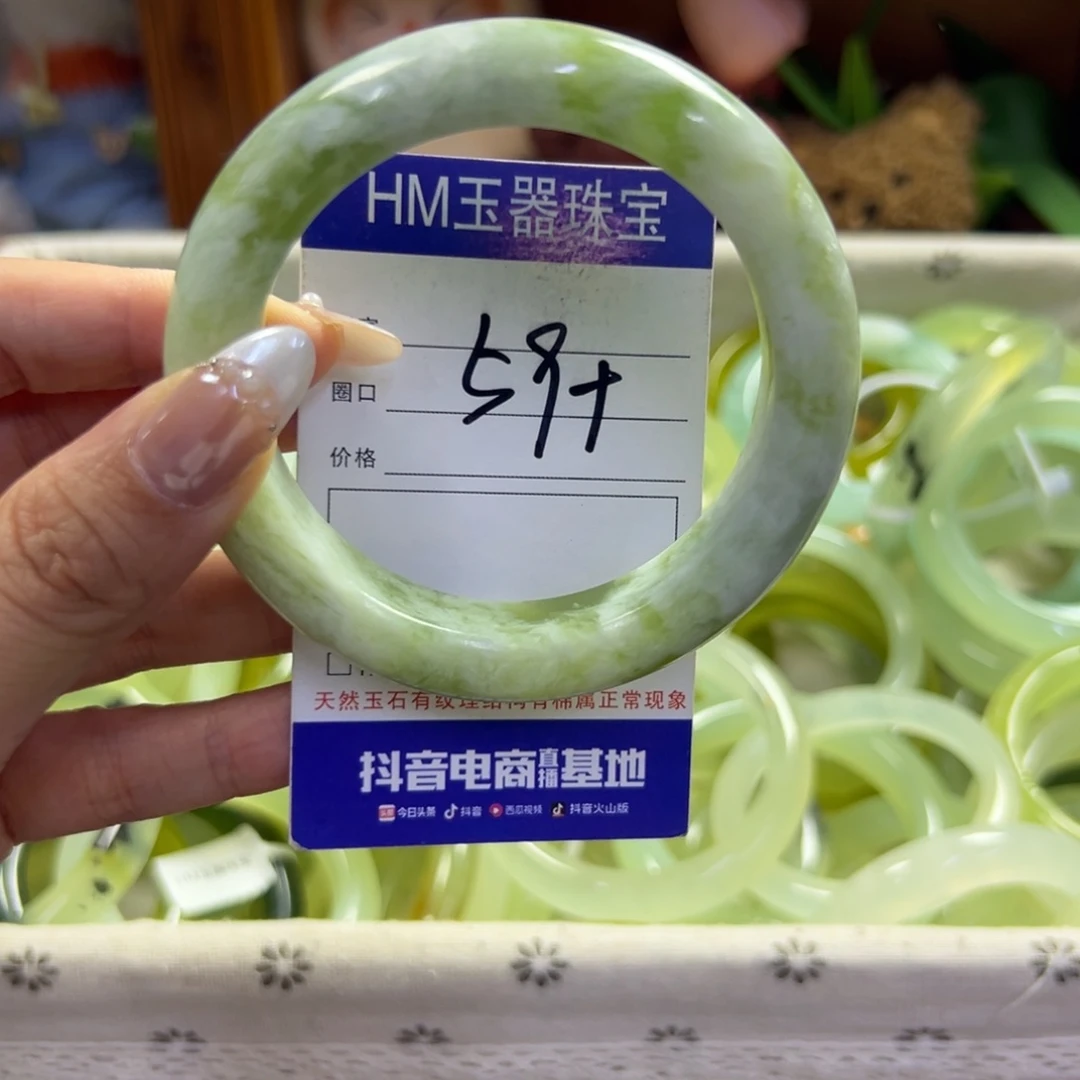 HM玉器珠宝
59+
圈口
价格
天然玉石有纹理结构有棉属正常现象
抖音电商直播基地
今日头条 抖音 西瓜视频 抖音火山版